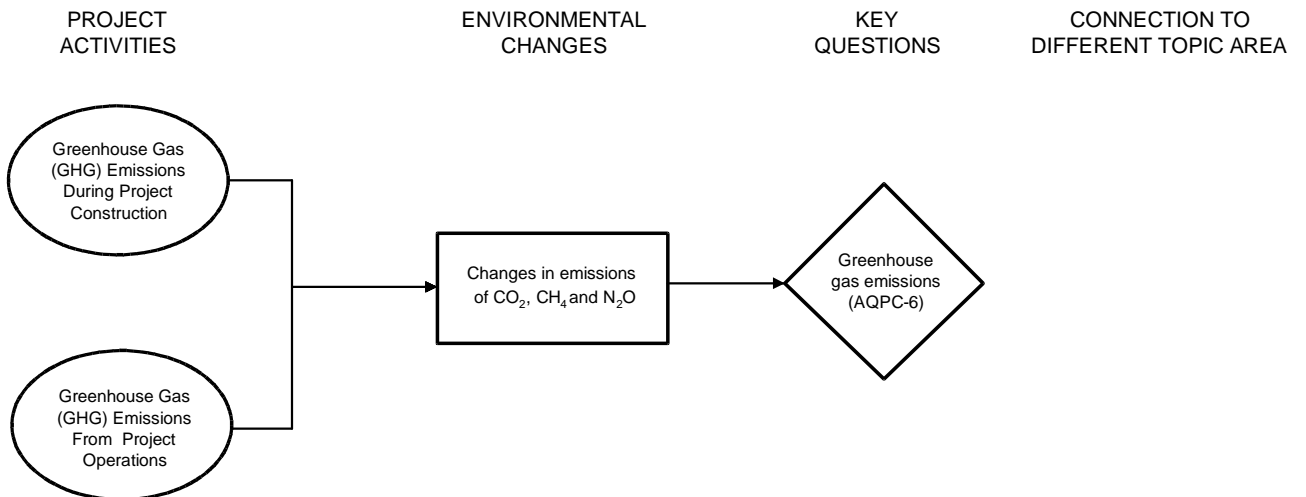 PROJECT
ACTIVITIES
ENVIRONMENTAL
CHANGES
KEY
QUESTIONS
CONNECTION TO
DIFFERENT TOPIC AREA
Greenhouse Gas
(GHG) Emissions
During Project
Construction
Changes in emissions
of CO₂, CH₄ and N₂O
Greenhouse
gas emissions
(AQPC-6)
Greenhouse Gas
(GHG) Emissions
From Project
Operations